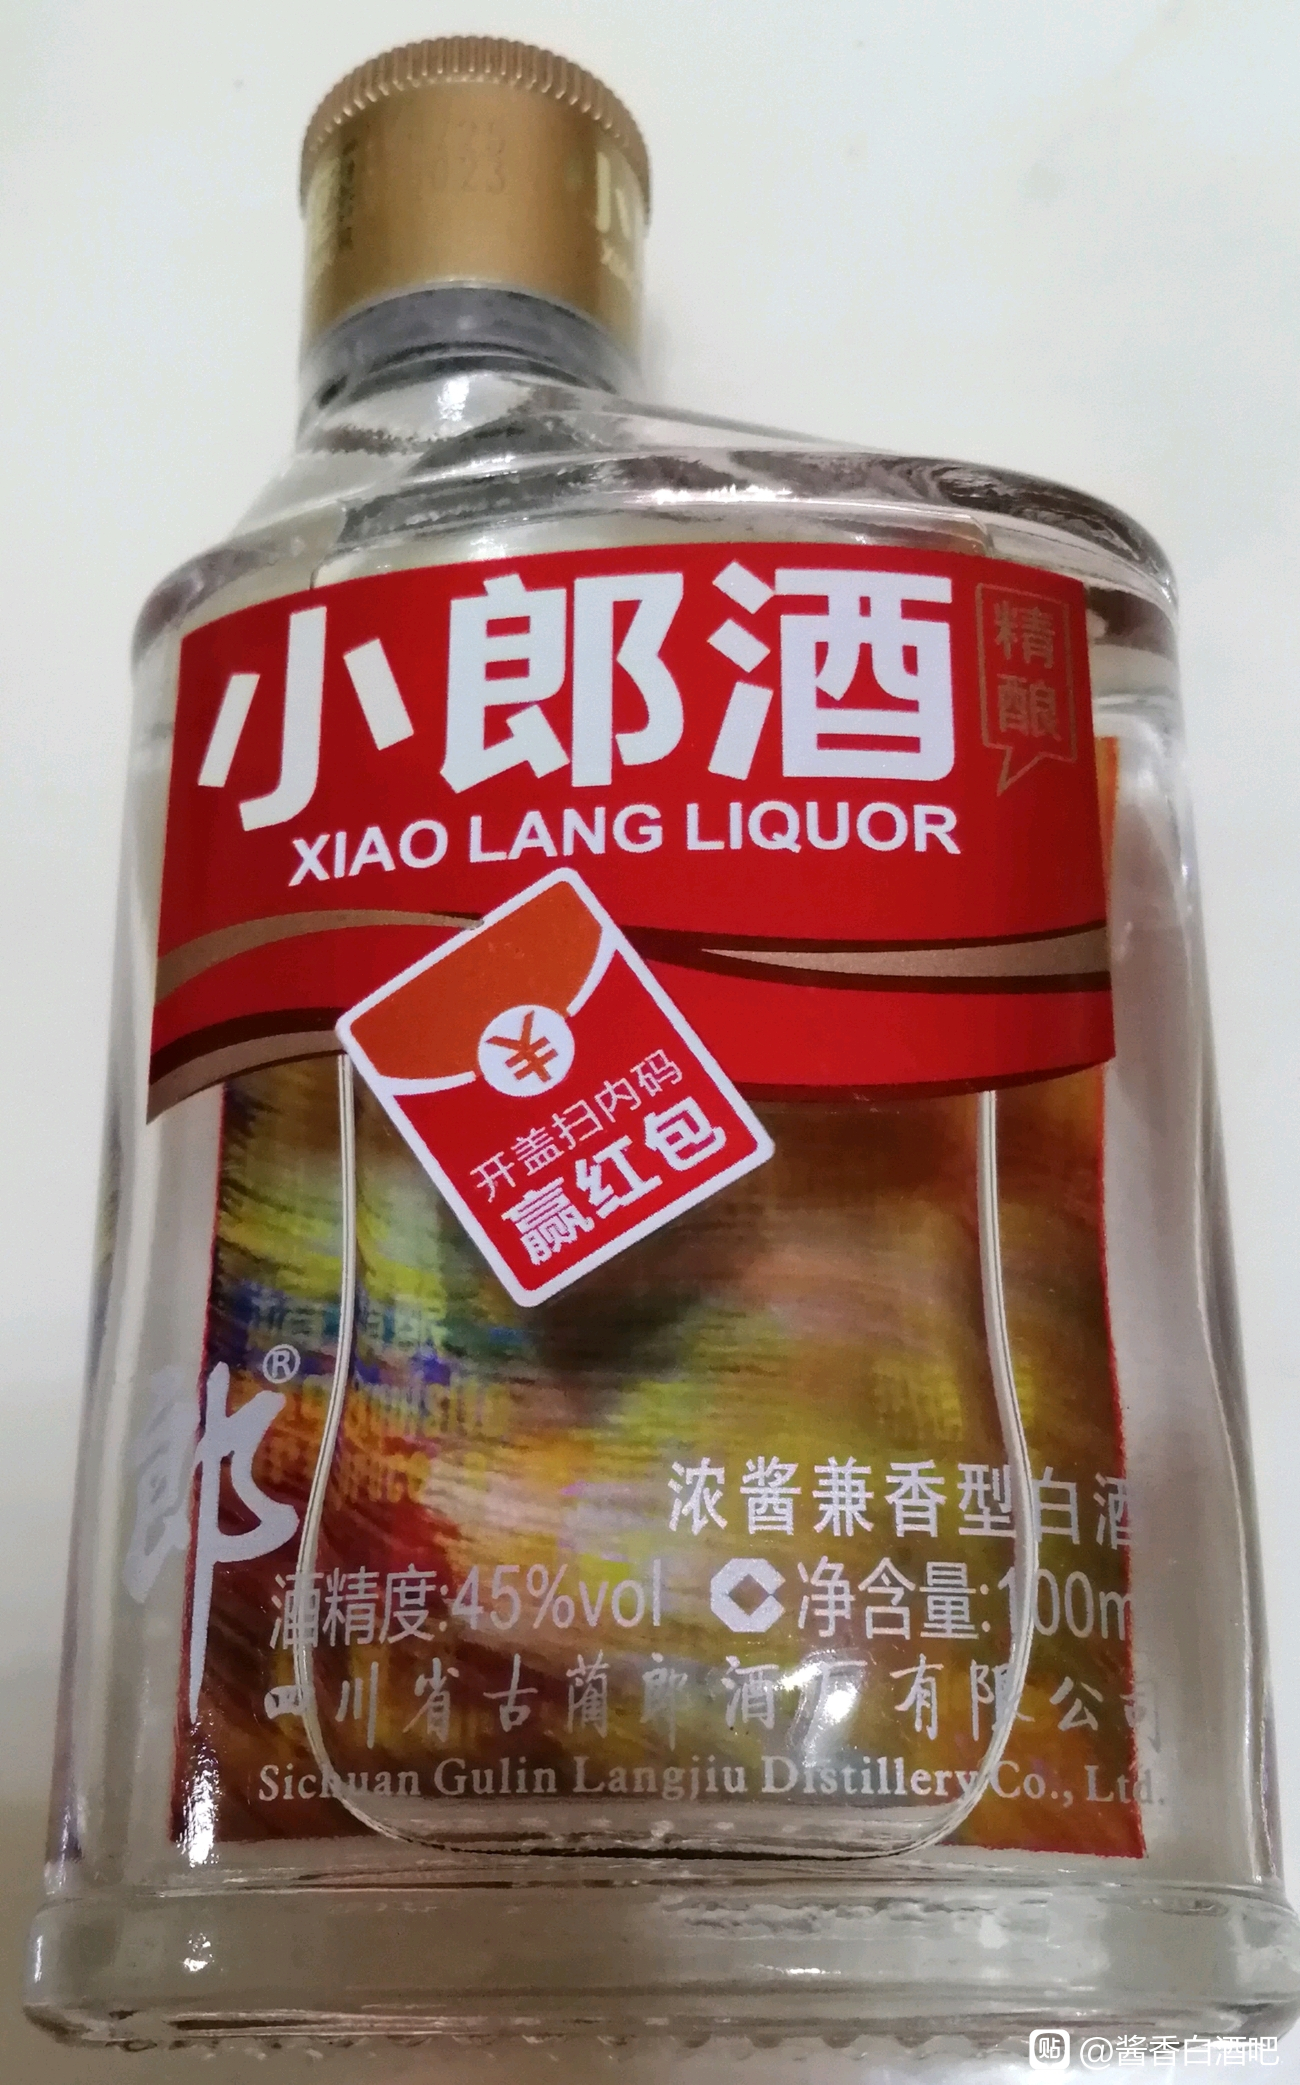 小郎酒
精
酿
XIAO LANG LIQUOR
开盖扫内码
赢红包
郎®
浓酱兼香型白酒
酒精度:45%vol 净含量:100m
四川省古蔺郎酒厂有限公司
Sichuan Gulin Langjiu Distillery Co., Ltd.
贴 @酱香白酒吧